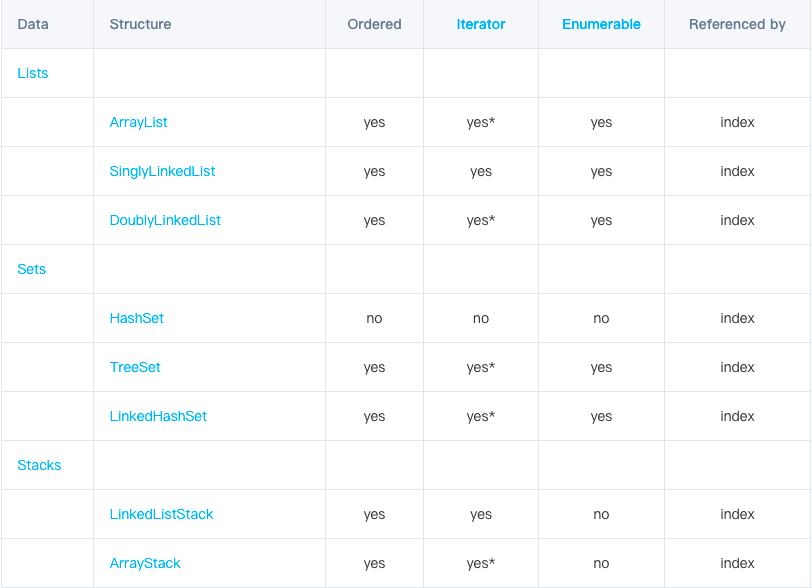 Data Structure Ordered Iterator Enumerable Referenced by
Lists
ArrayList yes yes* yes index
SinglyLinkedList yes yes yes index
DoublyLinkedList yes yes* yes index
Sets
HashSet no no no index
TreeSet yes yes* yes index
LinkedHashSet yes yes* yes index
Stacks
LinkedListStack yes yes no index
ArrayStack yes yes* no index